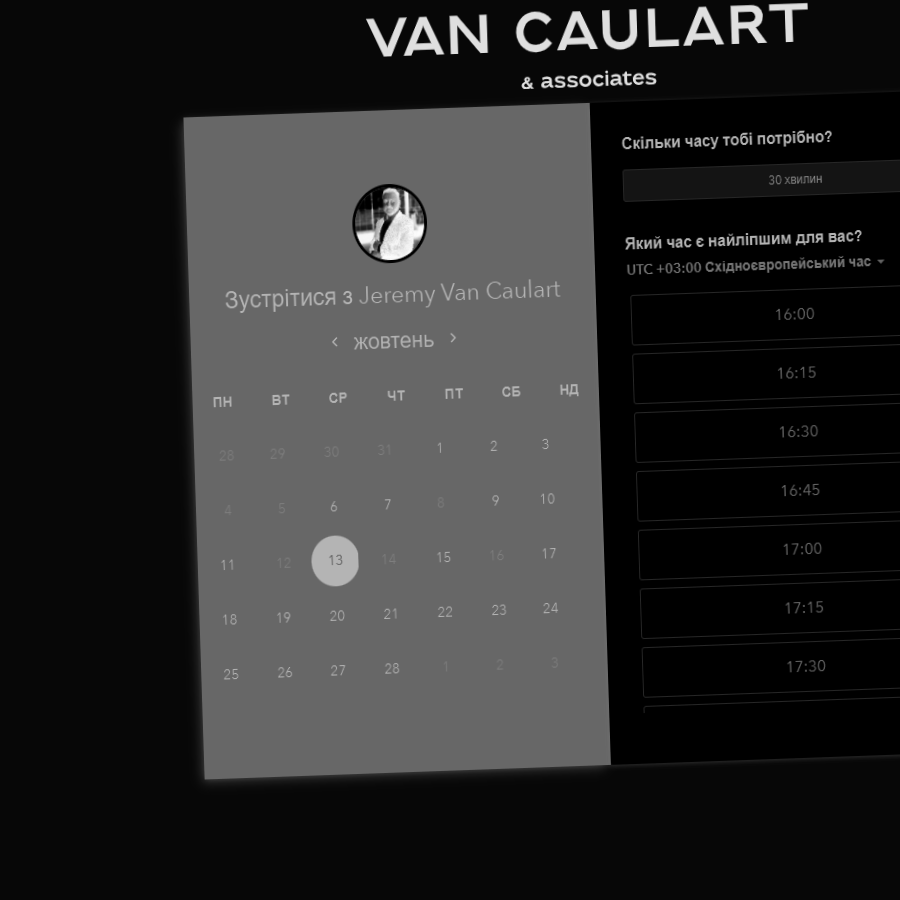 VAN CAULART
& associates
Зустрітися з Jeremy Van Caulart
жовтень
ПН ВТ СР ЧТ ПТ СБ НД
28 29 30 31 1 2 3
4 5 6 7 8 9 10
11 12 13 14 15 16 17
18 19 20 21 22 23 24
25 26 27 28 1 2 3
Скільки часу тобі потрібно?
30 хвилин
Який час є найліпшим для вас?
UTC +03:00 Східноєвропейський час
16:00
16:15
16:30
16:45
17:00
17:15
17:30